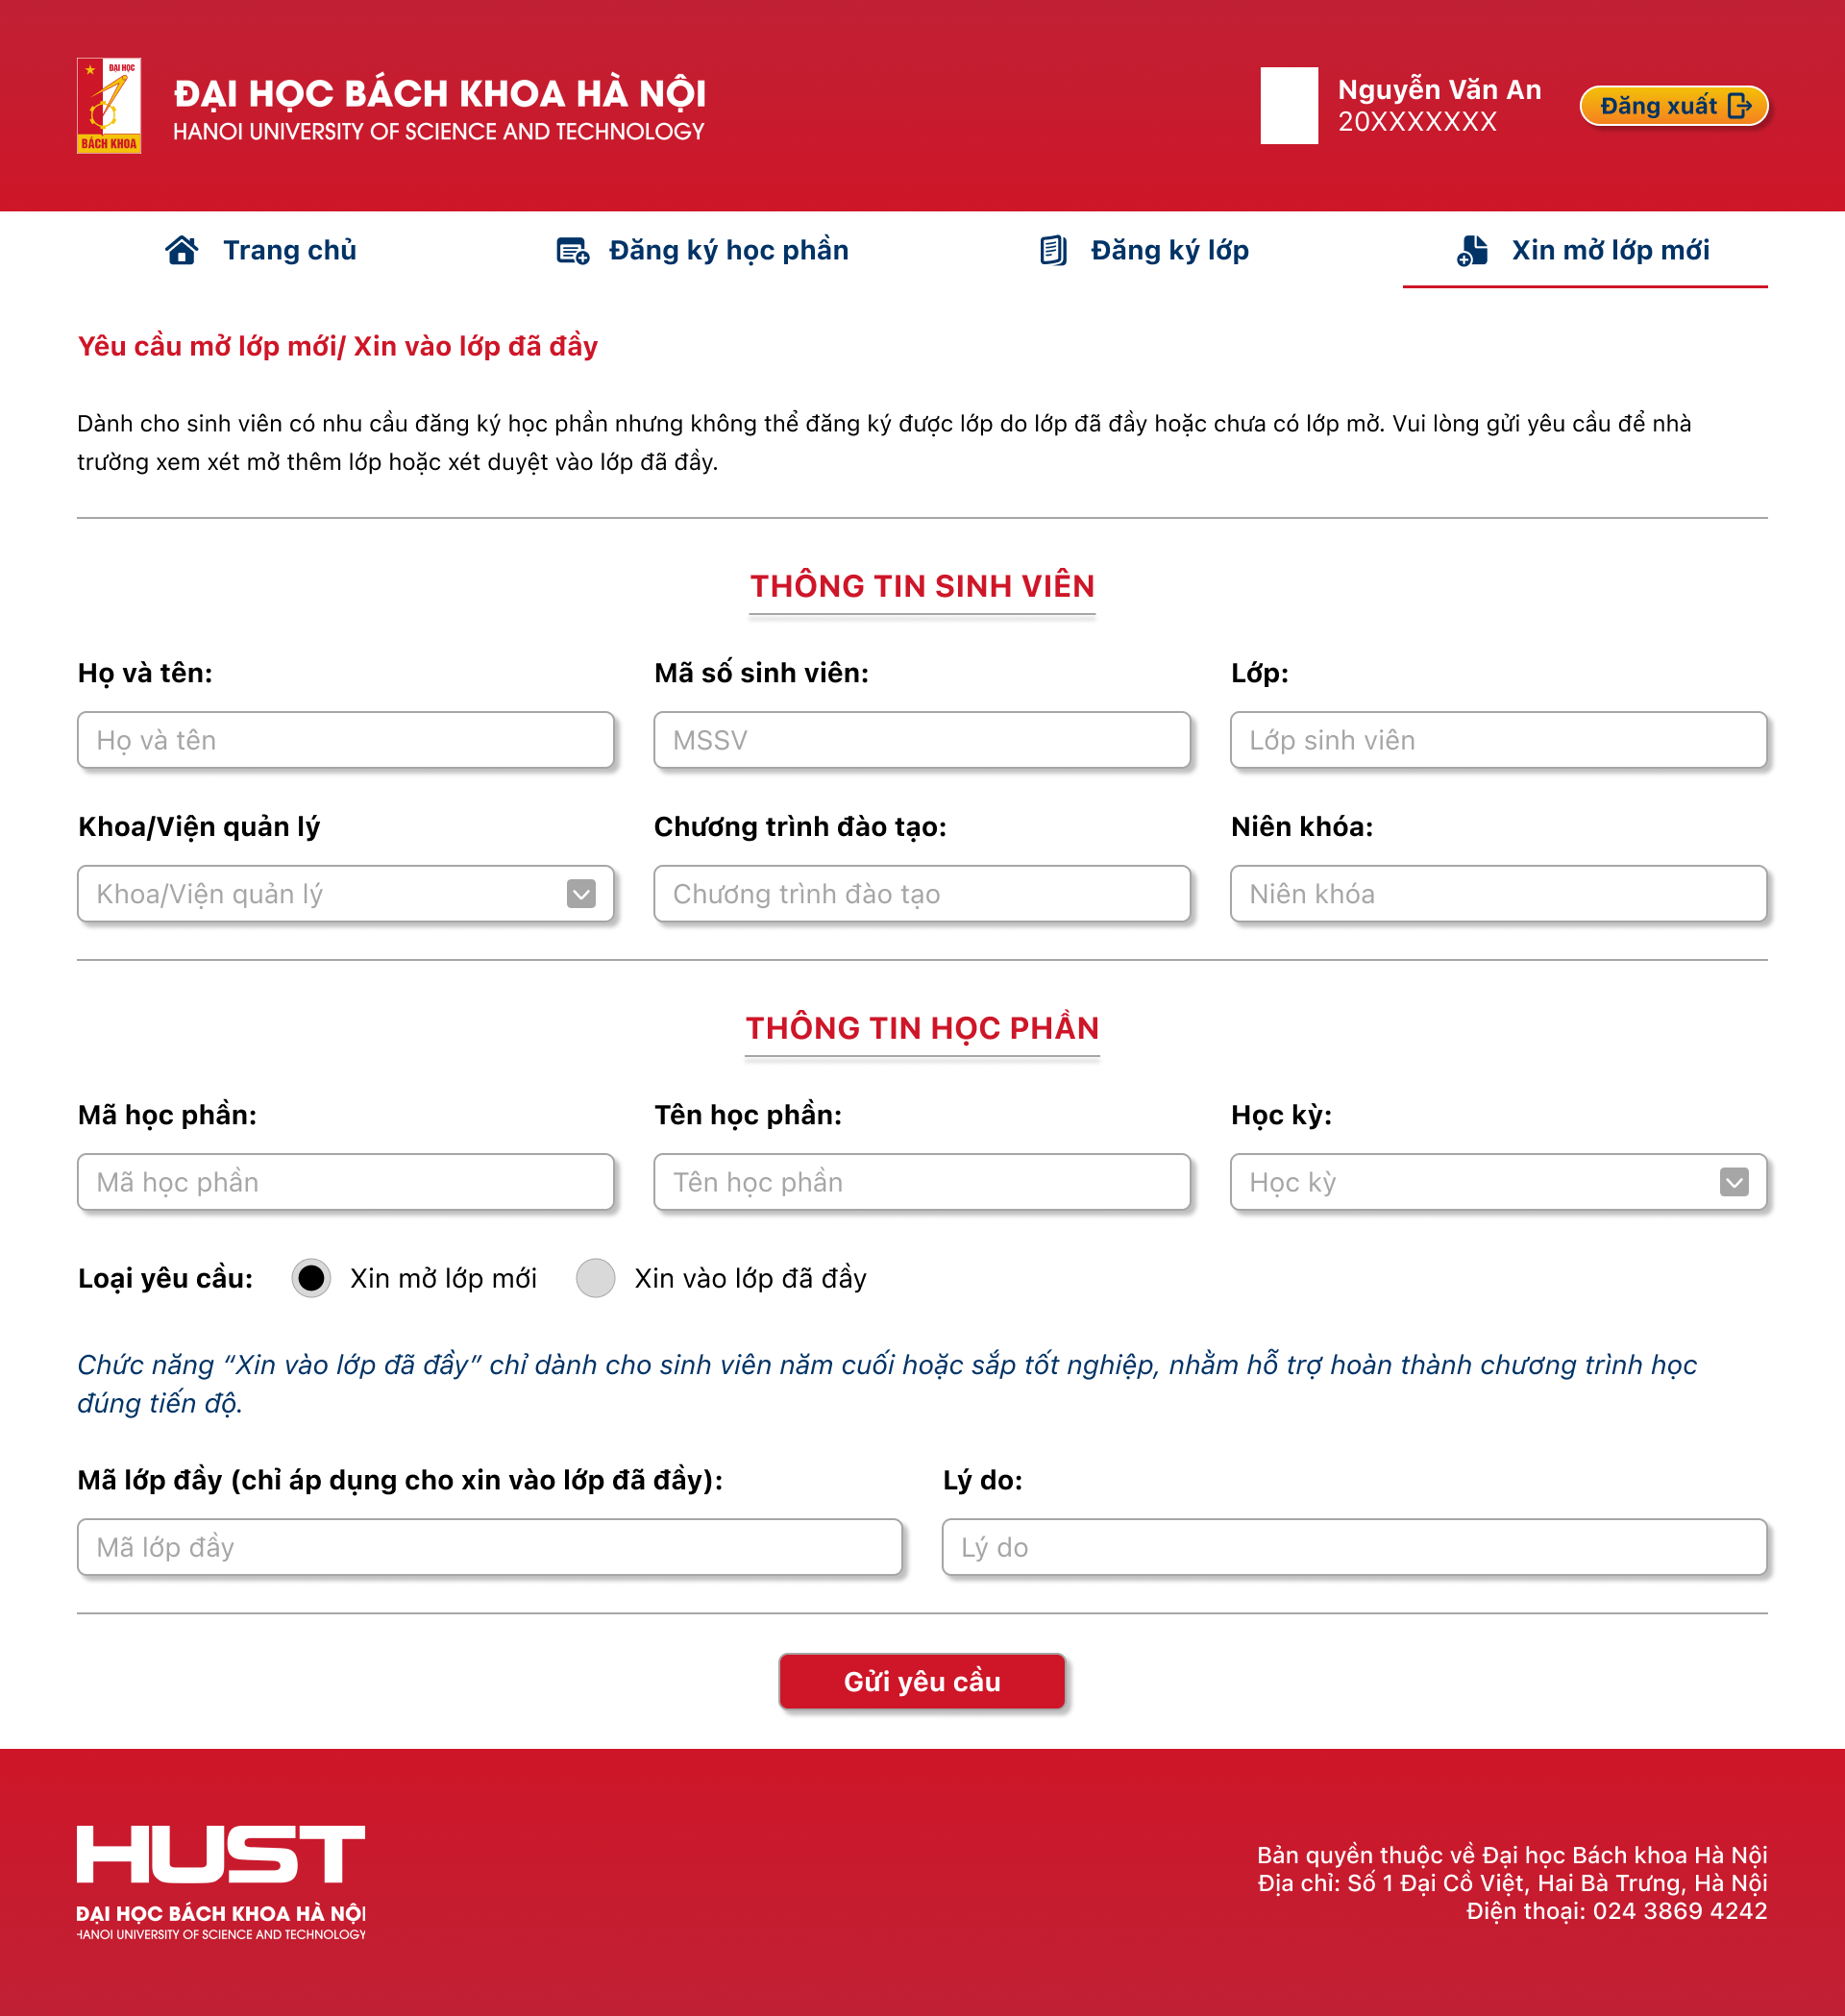 ĐẠI HỌC
BÁCH KHOA
ĐẠI HỌC BÁCH KHOA HÀ NỘI
HANOI UNIVERSITY OF SCIENCE AND TECHNOLOGY
Nguyễn Văn An
20XXXXXXX
Đăng xuất
Trang chủ
Đăng ký học phần
Đăng ký lớp
Xin mở lớp mới
Yêu cầu mở lớp mới/ Xin vào lớp đã đầy
Dành cho sinh viên có nhu cầu đăng ký học phần nhưng không thể đăng ký được lớp do lớp đã đầy hoặc chưa có lớp mở. Vui lòng gửi yêu cầu để nhà
trường xem xét mở thêm lớp hoặc xét duyệt vào lớp đã đầy.
THÔNG TIN SINH VIÊN
Họ và tên:
Mã số sinh viên:
Lớp:
Họ và tên
MSSV
Lớp sinh viên
Khoa/Viện quản lý
Chương trình đào tạo:
Niên khóa:
Khoa/Viện quản lý
Chương trình đào tạo
Niên khóa
THÔNG TIN HỌC PHẦN
Mã học phần:
Tên học phần:
Học kỳ:
Mã học phần
Tên học phần
Học kỳ
Loại yêu cầu:
Xin mở lớp mới
Xin vào lớp đã đầy
Chức năng “Xin vào lớp đã đầy” chỉ dành cho sinh viên năm cuối hoặc sắp tốt nghiệp, nhằm hỗ trợ hoàn thành chương trình học
đúng tiến độ.
Mã lớp đầy (chỉ áp dụng cho xin vào lớp đã đầy):
Lý do:
Mã lớp đầy
Lý do
Gửi yêu cầu
HUST
ĐẠI HỌC BÁCH KHOA HÀ NỘI
HANOI UNIVERSITY OF SCIENCE AND TECHNOLOGY
Bản quyền thuộc về Đại học Bách khoa Hà Nội
Địa chỉ: Số 1 Đại Cồ Việt, Hai Bà Trưng, Hà Nội
Điện thoại: 024 3869 4242